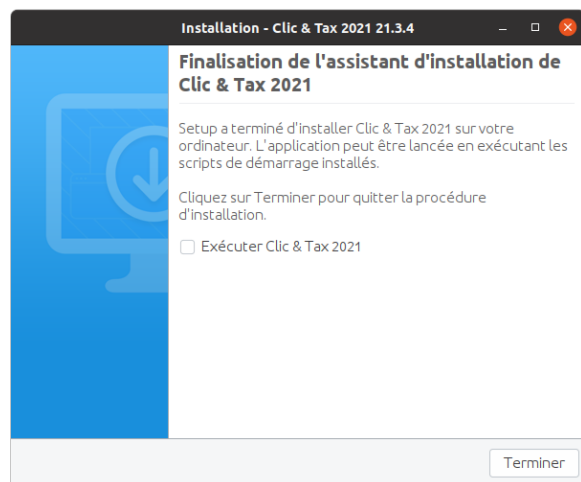 Installation - Clic & Tax 2021 21.3.4
Finalisation de l'assistant d'installation de
Clic & Tax 2021
Setup a terminé d'installer Clic & Tax 2021 sur votre
ordinateur. L'application peut être lancée en exécutant les
scripts de démarrage installés.
Cliquez sur Terminer pour quitter la procédure
d'installation.
Exécuter Clic & Tax 2021
Terminer